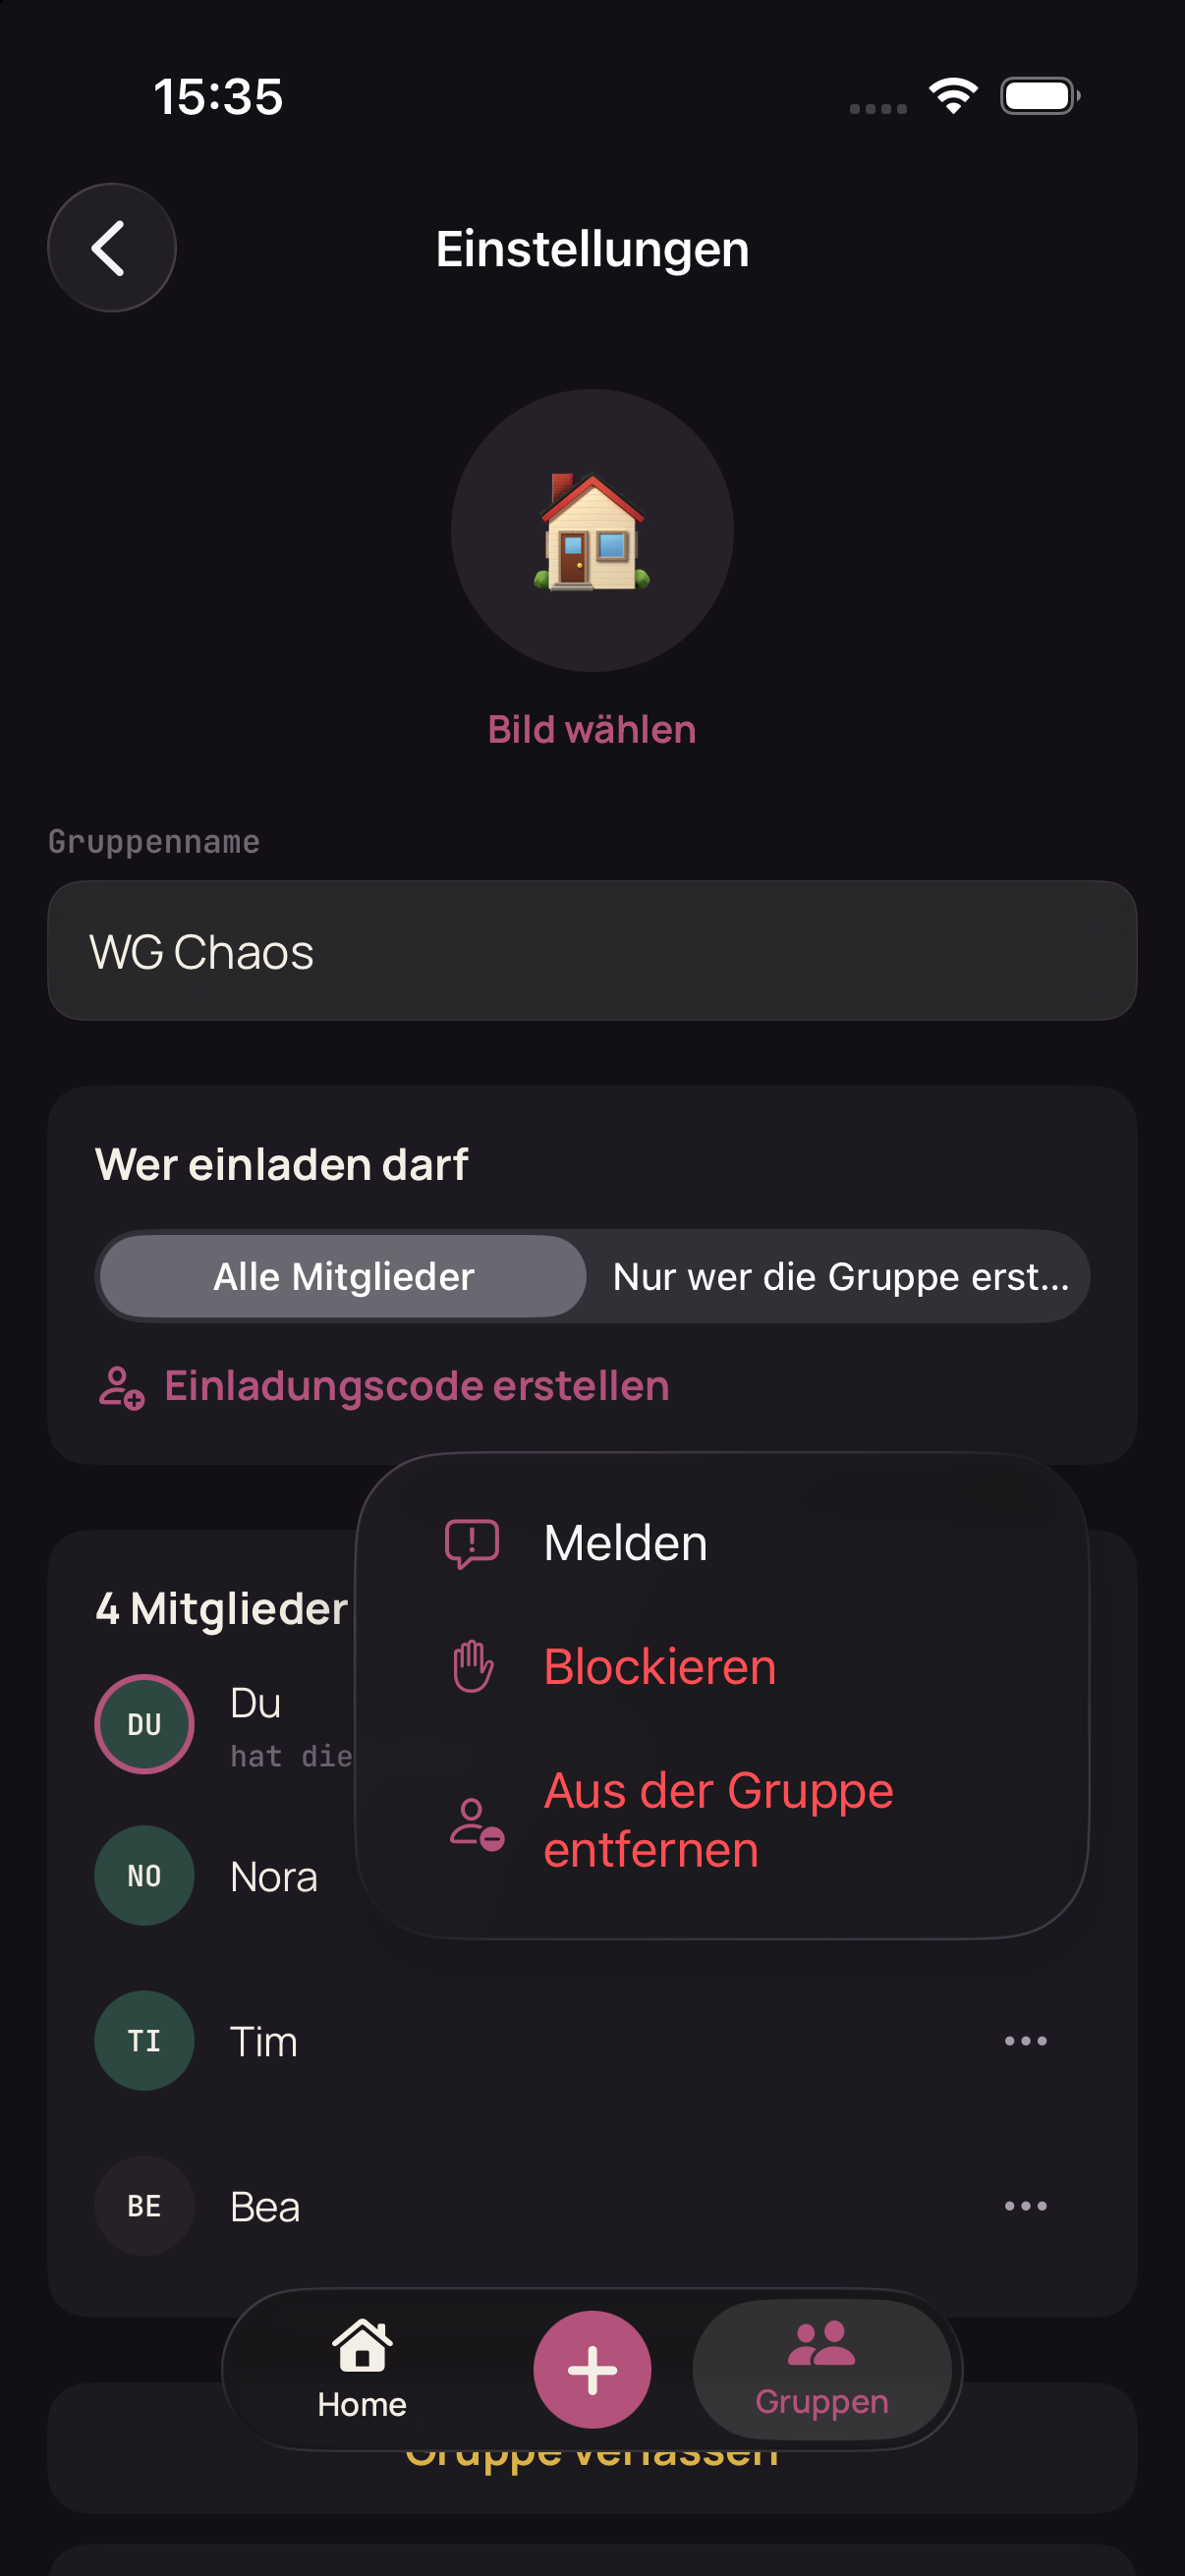 15:35
Einstellungen
Bild wählen
Gruppenname
WG Chaos
Wer einladen darf
Alle Mitglieder
Nur wer die Gruppe erst...
Einladungscode erstellen
Melden
Blockieren
Aus der Gruppe
entfernen
4 Mitglieder
DU
Du
hat die
NO
Nora
TI
Tim
BE
Bea
Home
Gruppen
Gruppe verlassen